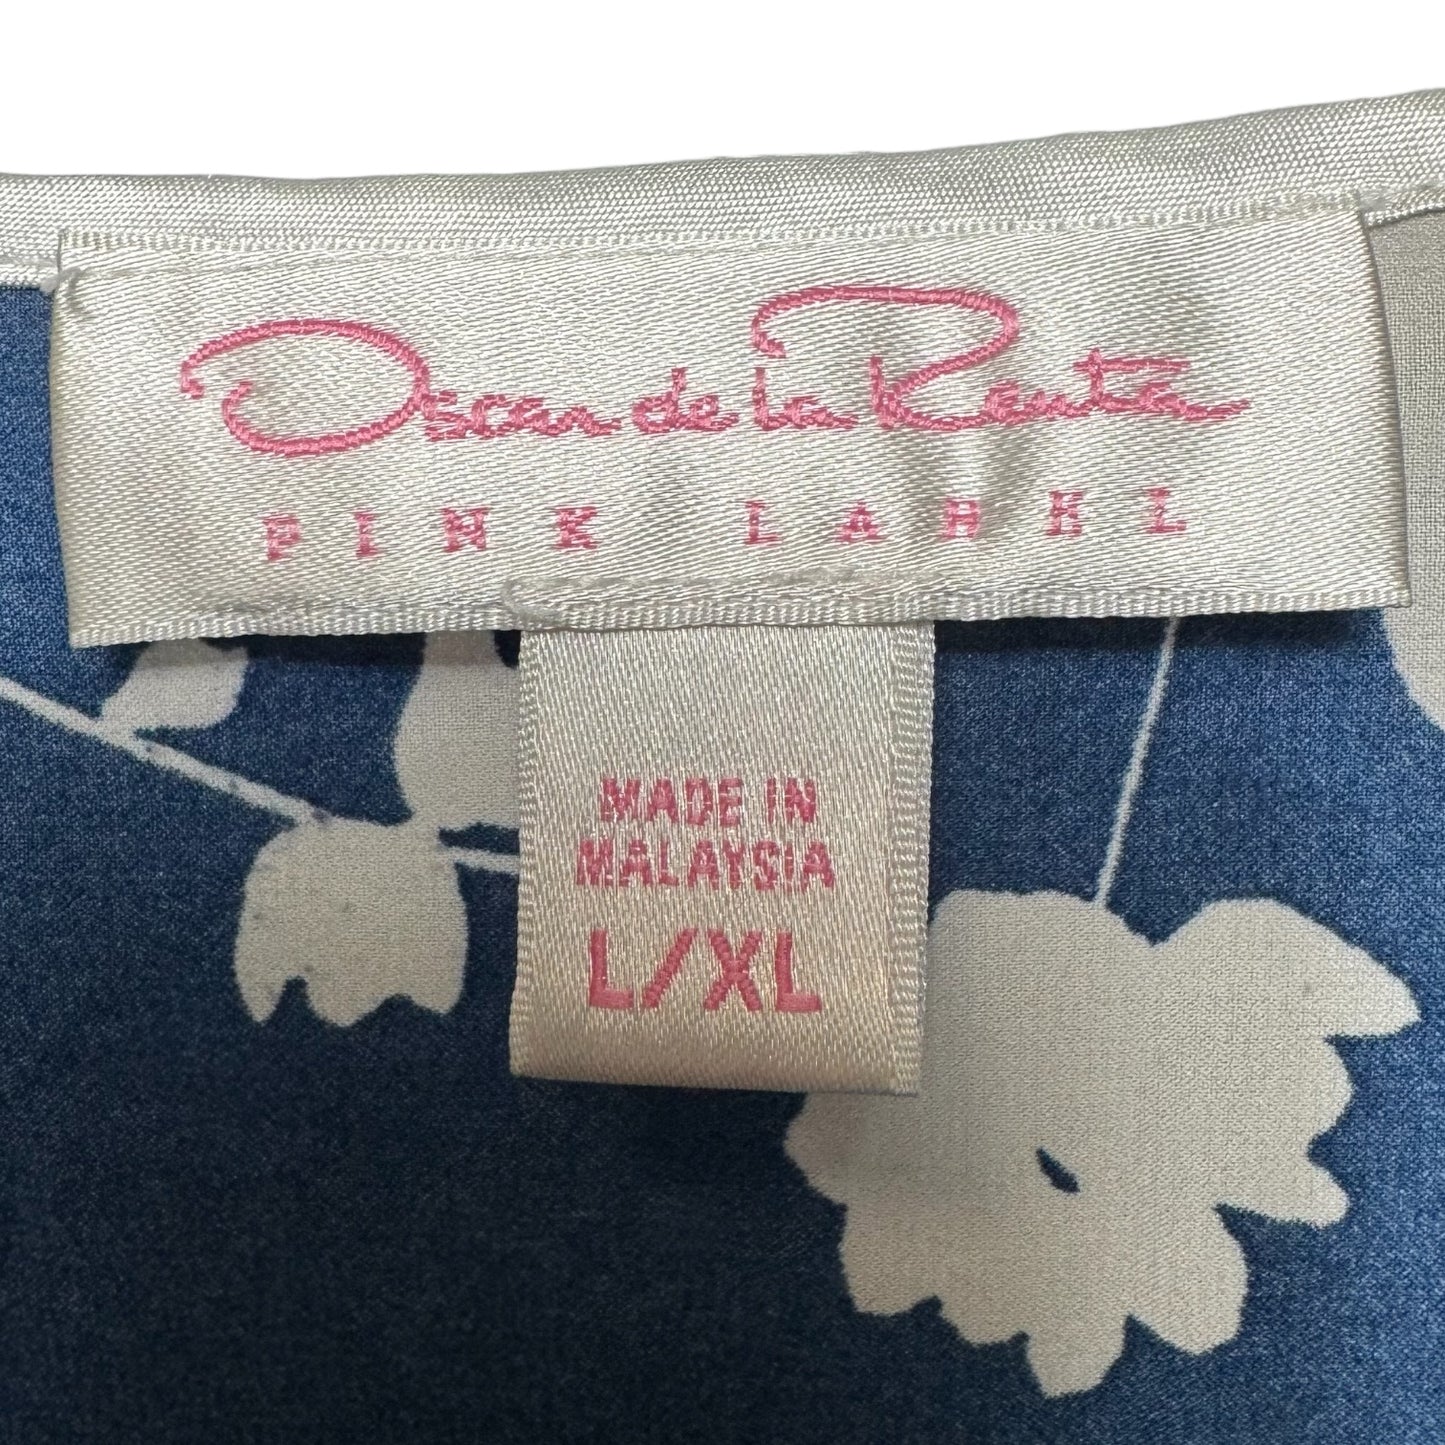 Oscar de la Renta
PINK LABEL
MADE IN
MALAYSIA
L/XL